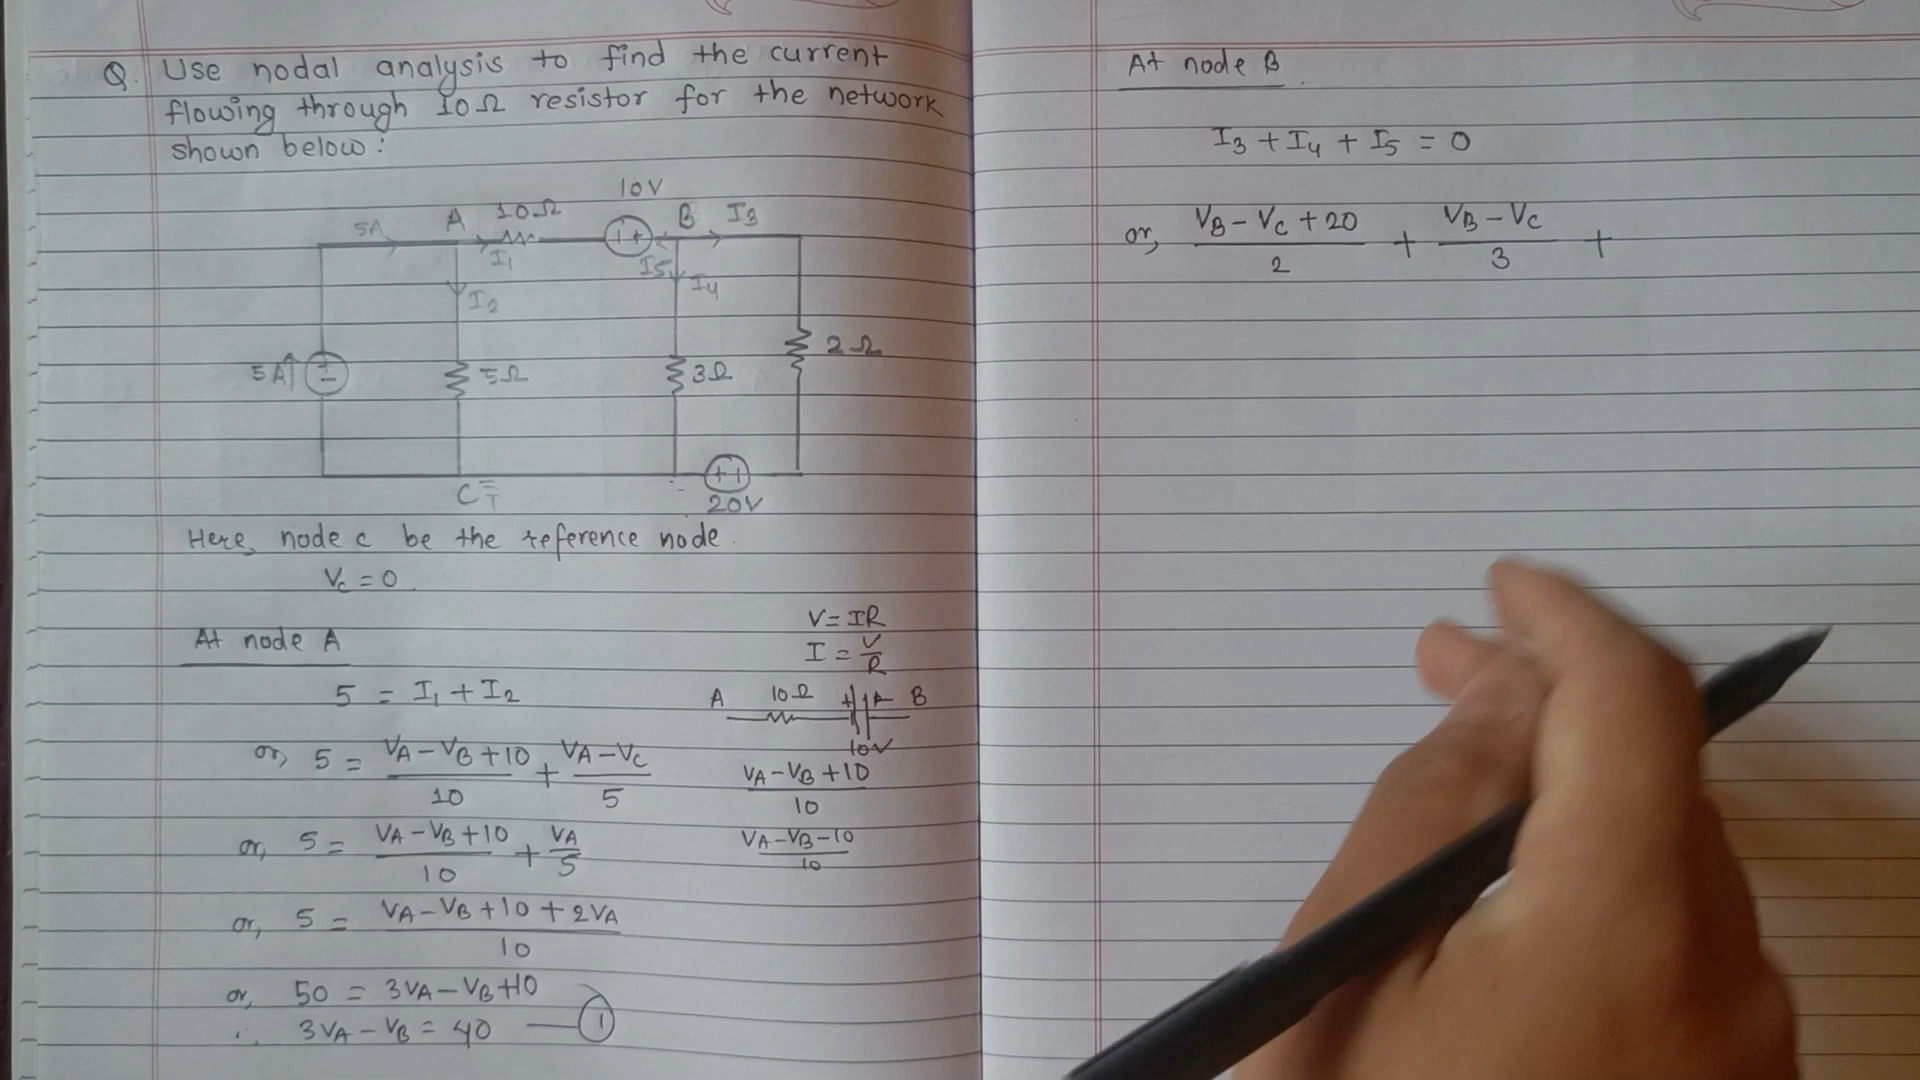 Q. Use nodal analysis to find the current
flowing through 10Ω resistor for the network
shown below:
10V
5A A 10Ω B I3
I1 I5 I4
I2
5A 5Ω 3Ω 2Ω
C 20V
Here, node c be the reference node.
Vc = 0.
At node A
5 = I1 + I2
or, 5 = (VA - VB + 10)/10 + (VA - VC)/5
or, 5 = (VA - VB + 10)/10 + VA/5
or, 5 = (VA - VB + 10 + 2VA)/10
or, 50 = 3VA - VB + 10
∴ 3VA - VB = 40 — 1
V = IR
I = V/R
A 10Ω + B
10V
(VA - VB + 10)/10
(VA - VB - 10)/10
At node B
I3 + I4 + I5 = 0
or, (VB - VC + 20)/2 + (VB - VC)/3 +